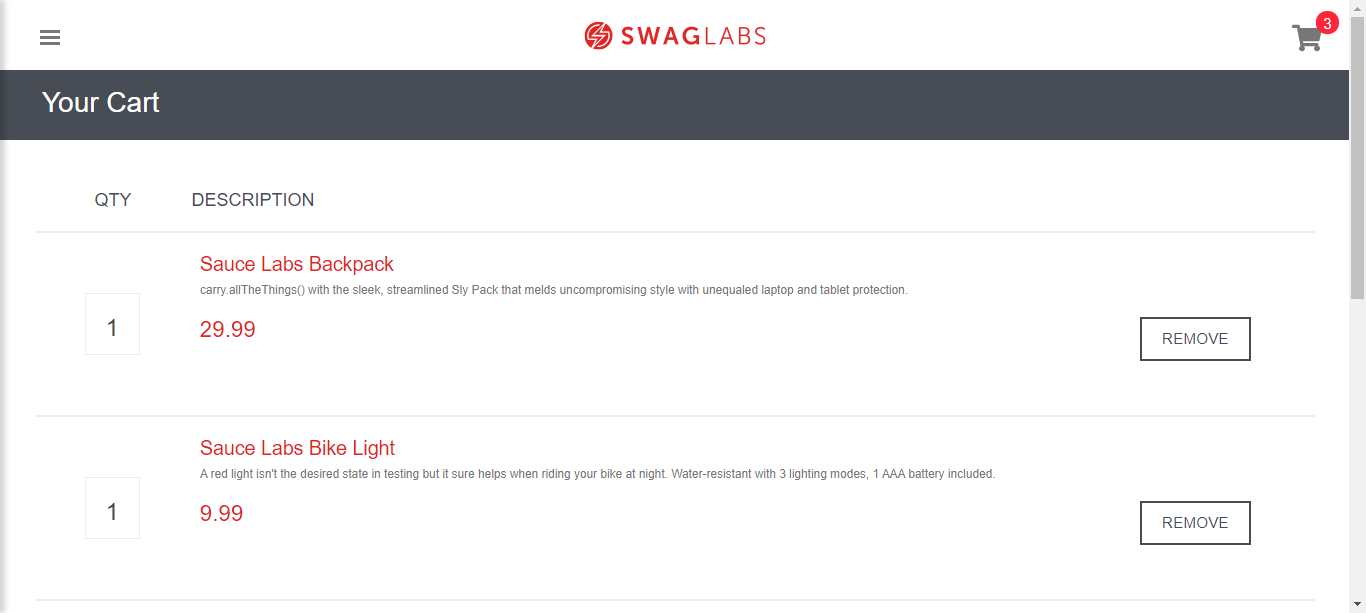 SWAGLABS
3
Your Cart
QTY DESCRIPTION
Sauce Labs Backpack
carry.allTheThings() with the sleek, streamlined Sly Pack that melds uncompromising style with unequaled laptop and tablet protection.
1
29.99
REMOVE
Sauce Labs Bike Light
A red light isn't the desired state in testing but it sure helps when riding your bike at night. Water-resistant with 3 lighting modes, 1 AAA battery included.
1
9.99
REMOVE